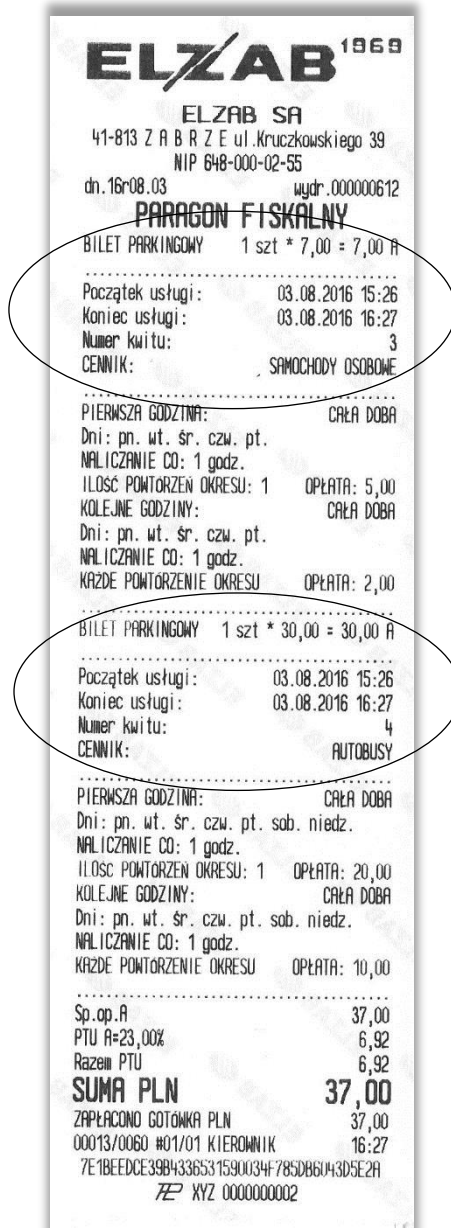 ELZAB 1969
ELZAB SA
41-813 Z A B R Z E ul.Kruczkowskiego 39
NIP 648-000-02-55
dn.16r08.03 wydr.000000612
PARAGON FISKALNY
BILET PARKINGOWY 1 szt * 7,00 = 7,00 A
Początek usługi: 03.08.2016 15:26
Koniec usługi: 03.08.2016 16:27
Numer kwitu: 3
CENNIK: SAMOCHODY OSOBOWE
PIERWSZA GODZINA: CAŁA DOBA
Dni: pn. wt. śr. czw. pt.
NALICZANIE CO: 1 godz.
ILOŚĆ POWTÓRZEŃ OKRESU: 1 OPŁATA: 5,00
KOLEJNE GODZINY: CAŁA DOBA
Dni: pn. wt. śr. czw. pt.
NALICZANIE CO: 1 godz.
KAŻDE POWTÓRZENIE OKRESU OPŁATA: 2,00
BILET PARKINGOWY 1 szt * 30,00 = 30,00 A
Początek usługi: 03.08.2016 15:26
Koniec usługi: 03.08.2016 16:27
Numer kwitu: 4
CENNIK: AUTOBUSY
PIERWSZA GODZINA: CAŁA DOBA
Dni: pn. wt. śr. czw. pt. sob. niedz.
NALICZANIE CO: 1 godz.
ILOŚĆ POWTÓRZEŃ OKRESU: 1 OPŁATA: 20,00
KOLEJNE GODZINY: CAŁA DOBA
Dni: pn. wt. śr. czw. pt. sob. niedz.
NALICZANIE CO: 1 godz.
KAŻDE POWTÓRZENIE OKRESU OPŁATA: 10,00
Sp.op.A 37,00
PTU A=23,00% 6,92
Razem PTU 6,92
SUMA PLN 37,00
ZAPŁACONO GOTÓWKA PLN 37,00
00013/0060 #01/01 KIEROWNIK 16:27
7E1BEEDCE39B4336531590034F785DB6043D5E2A
XYZ 0000000002